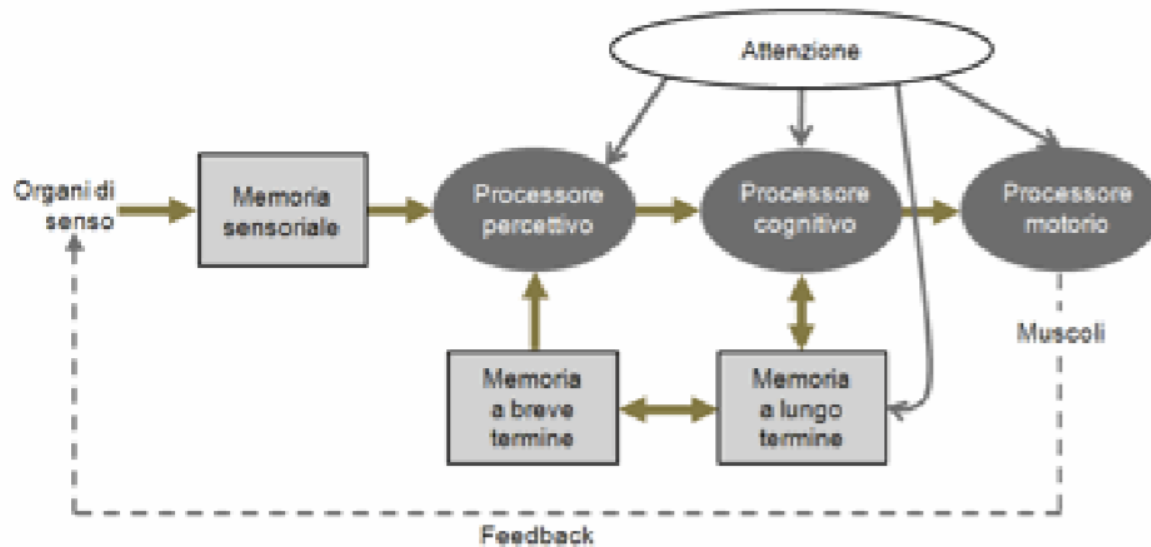 Attenzione
Organi di
senso
Memoria
sensoriale
Processore
percettivo
Processore
cognitivo
Processore
motorio
Muscoli
Memoria
a breve
termine
Memoria
a lungo
termine
Feedback